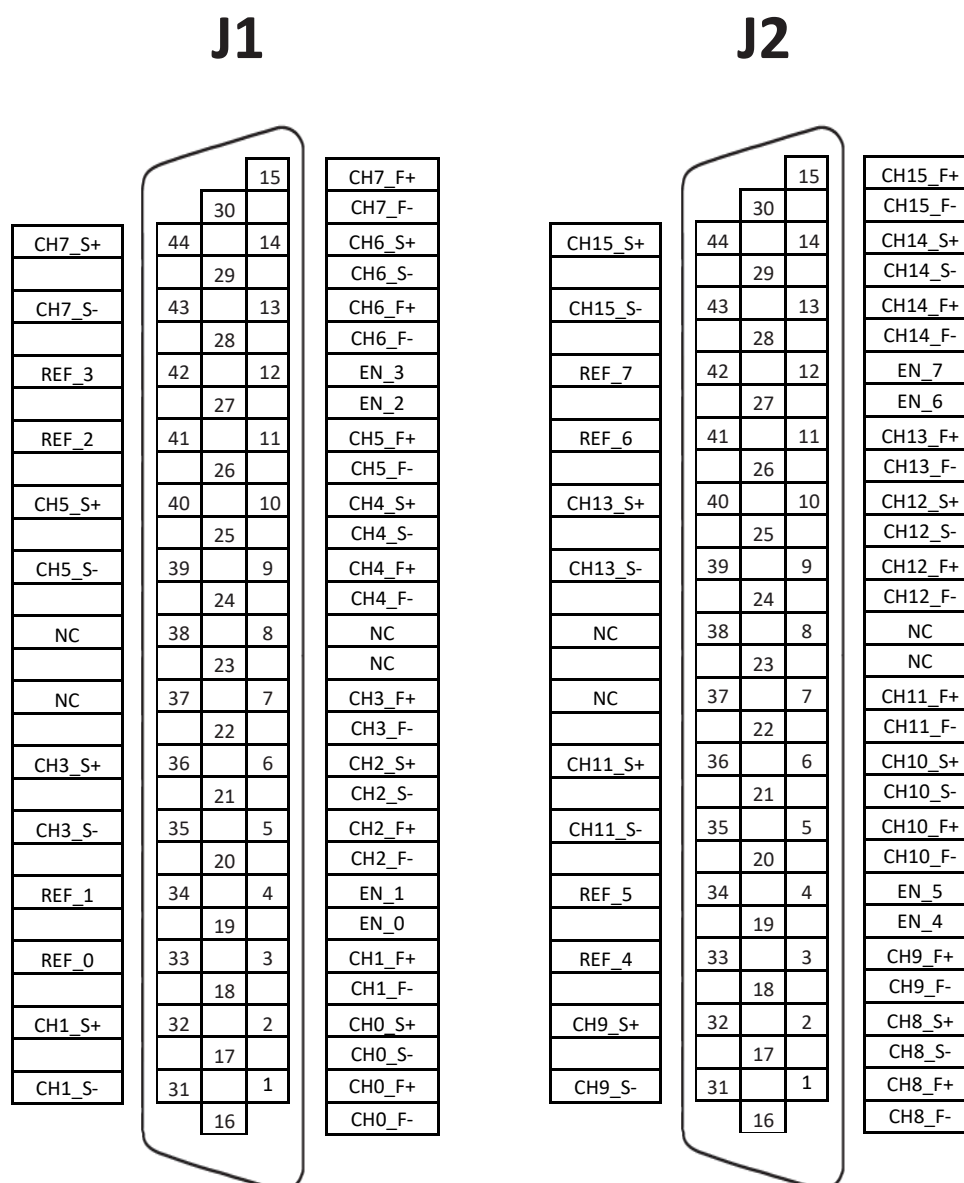 J1 J2
15 CH7_F+ 15 CH15_F+
30 CH7_F- 30 CH15_F-
CH7_S+ 44 14 CH6_S+ CH15_S+ 44 14 CH14_S+
29 CH6_S- 29 CH14_S-
CH7_S- 43 13 CH6_F+ CH15_S- 43 13 CH14_F+
28 CH6_F- 28 CH14_F-
REF_3 42 12 EN_3 REF_7 42 12 EN_7
27 EN_2 27 EN_6
REF_2 41 11 CH5_F+ REF_6 41 11 CH13_F+
26 CH5_F- 26 CH13_F-
CH5_S+ 40 10 CH4_S+ CH13_S+ 40 10 CH12_S+
25 CH4_S- 25 CH12_S-
CH5_S- 39 9 CH4_F+ CH13_S- 39 9 CH12_F+
24 CH4_F- 24 CH12_F-
NC 38 8 NC NC 38 8 NC
23 NC 23 NC
NC 37 7 CH3_F+ NC 37 7 CH11_F+
22 CH3_F- 22 CH11_F-
CH3_S+ 36 6 CH2_S+ CH11_S+ 36 6 CH10_S+
21 CH2_S- 21 CH10_S-
CH3_S- 35 5 CH2_F+ CH11_S- 35 5 CH10_F+
20 CH2_F- 20 CH10_F-
REF_1 34 4 EN_1 REF_5 34 4 EN_5
19 EN_0 19 EN_4
REF_0 33 3 CH1_F+ REF_4 33 3 CH9_F+
18 CH1_F- 18 CH9_F-
CH1_S+ 32 2 CH0_S+ CH9_S+ 32 2 CH8_S+
17 CH0_S- 17 CH8_S-
CH1_S- 31 1 CH0_F+ CH9_S- 31 1 CH8_F+
16 CH0_F- 16 CH8_F-